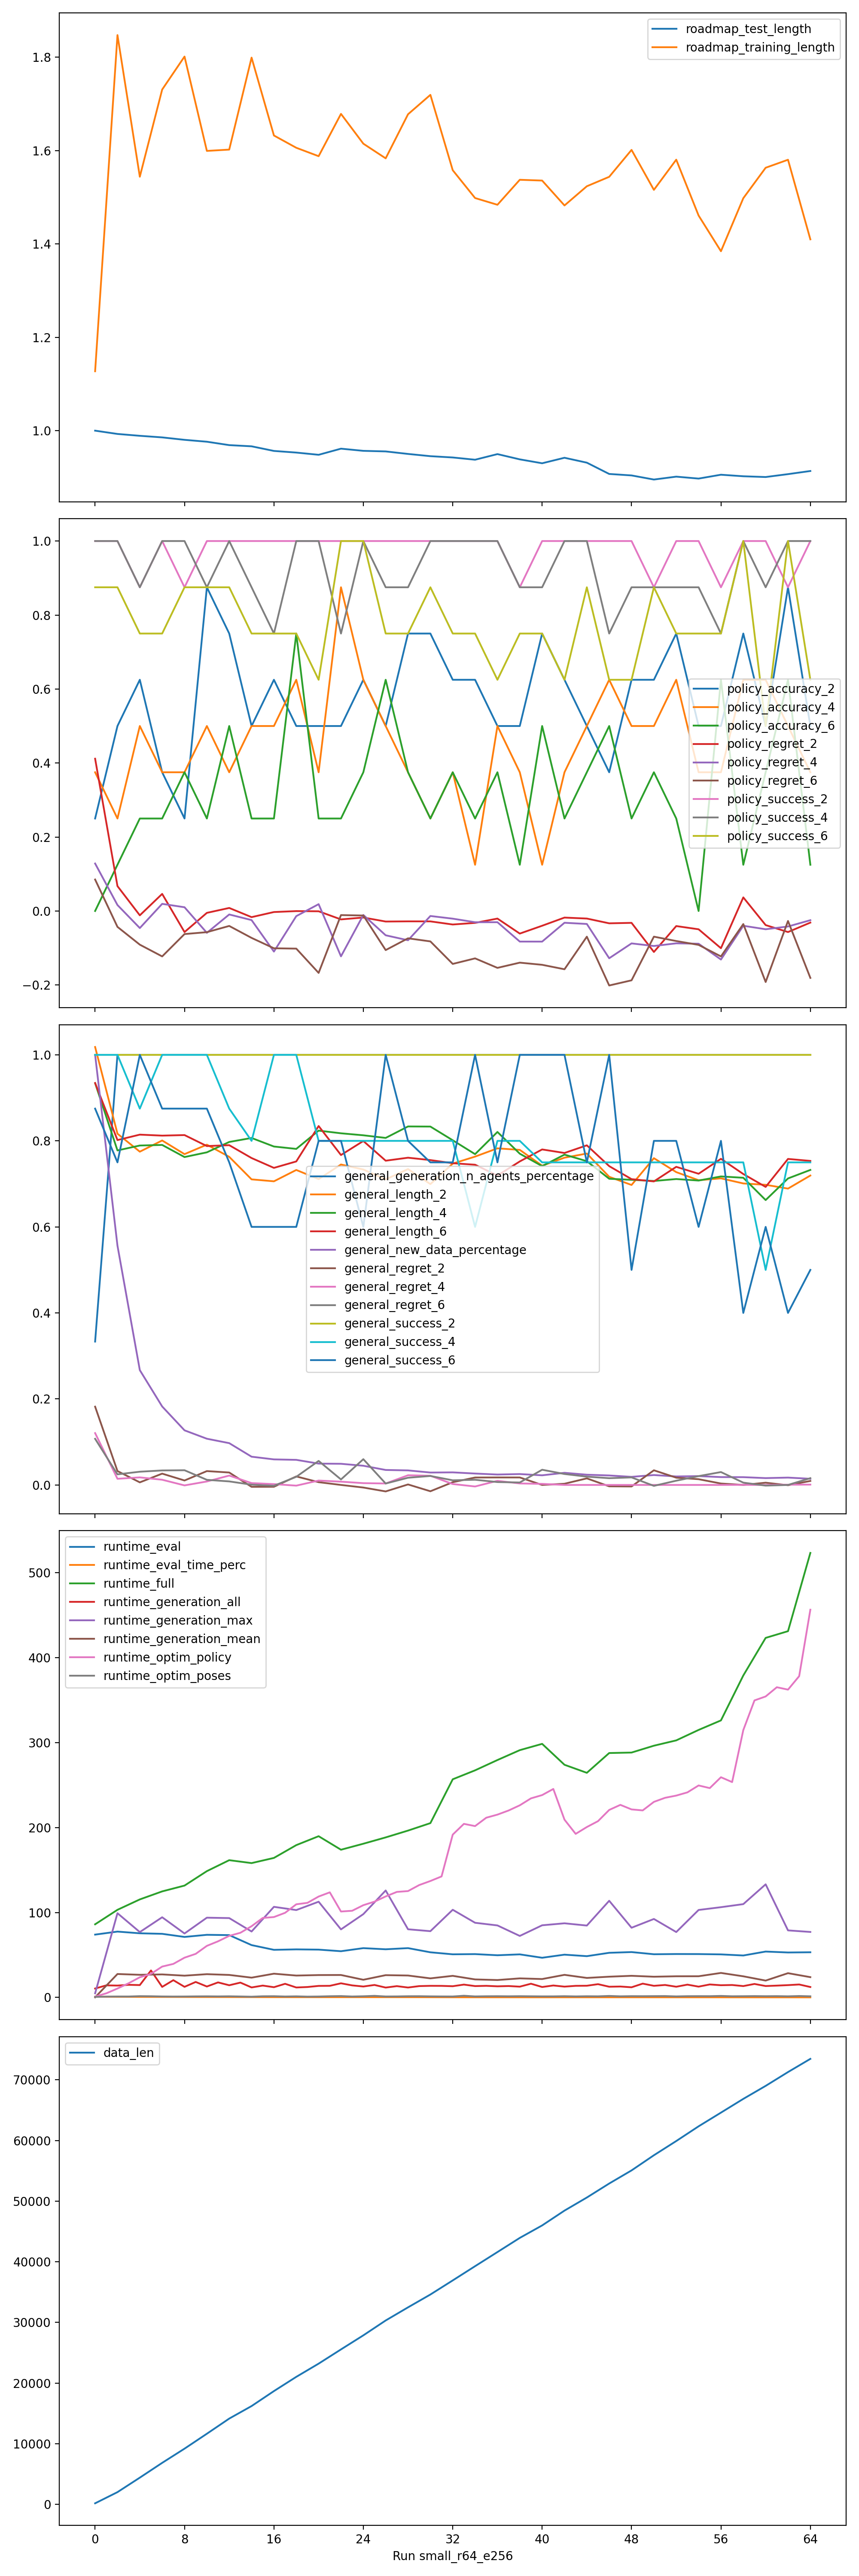 roadmap_test_length
roadmap_training_length
1.8
1.6
1.4
1.2
1.0
1.0
0.8
0.6
0.4
0.2
0.0
−0.2
policy_accuracy_2
policy_accuracy_4
policy_accuracy_6
policy_regret_2
policy_regret_4
policy_regret_6
policy_success_2
policy_success_4
policy_success_6
1.0
0.8
0.6
0.4
0.2
0.0
general_generation_n_agents_percentage
general_length_2
general_length_4
general_length_6
general_new_data_percentage
general_regret_2
general_regret_4
general_regret_6
general_success_2
general_success_4
general_success_6
runtime_eval
runtime_eval_time_perc
runtime_full
runtime_generation_all
runtime_generation_max
runtime_generation_mean
runtime_optim_policy
runtime_optim_poses
500
400
300
200
100
0
data_len
70000
60000
50000
40000
30000
20000
10000
0
0 8 16 24 32 40 48 56 64
Run small_r64_e256